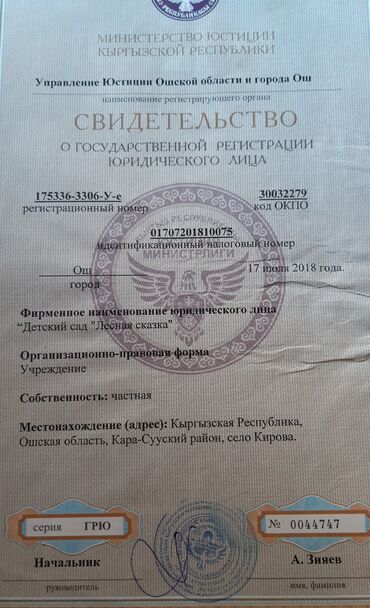 МИНИСТЕРСТВО ЮСТИЦИИ
КЫРГЫЗСКОЙ РЕСПУБЛИКИ
Управление Юстиции Ошской области и города Ош
наименование регистрирующего органа
СВИДЕТЕЛЬСТВО
О ГОСУДАРСТВЕННОЙ РЕГИСТРАЦИИ
ЮРИДИЧЕСКОГО ЛИЦА
175336-3306-У-е 30032279
регистрационный номер код ОКПО
01707201810075
идентификационный налоговый номер
МИНИСТРЛИГИ
Ош 17 июля 2018 года.
город
Фирменное наименование юридического лица
"Детский сад "Лесная сказка"
Организационно-правовая форма
Учреждение
Собственность: частная
Местонахождение (адрес): Кыргызская Республика,
Ошская область, Кара-Сууский район, село Кирова.
серия ГРЮ № 0044747
Начальник А. Зияев
руководитель имя, фамилия